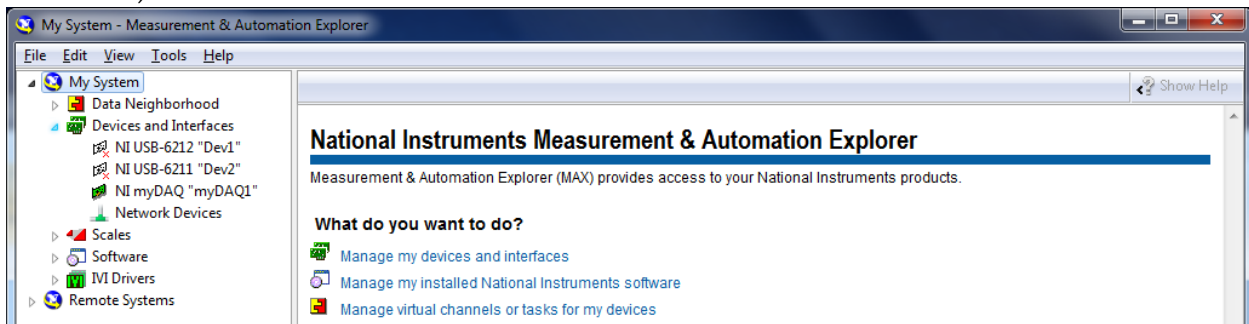 My System - Measurement & Automation Explorer
File Edit View Tools Help
My System
Data Neighborhood
Devices and Interfaces
NI USB-6212 "Dev1"
NI USB-6211 "Dev2"
NI myDAQ "myDAQ1"
Network Devices
Scales
Software
IVI Drivers
Remote Systems
Show Help
National Instruments Measurement & Automation Explorer
Measurement & Automation Explorer (MAX) provides access to your National Instruments products.
What do you want to do?
Manage my devices and interfaces
Manage my installed National Instruments software
Manage virtual channels or tasks for my devices